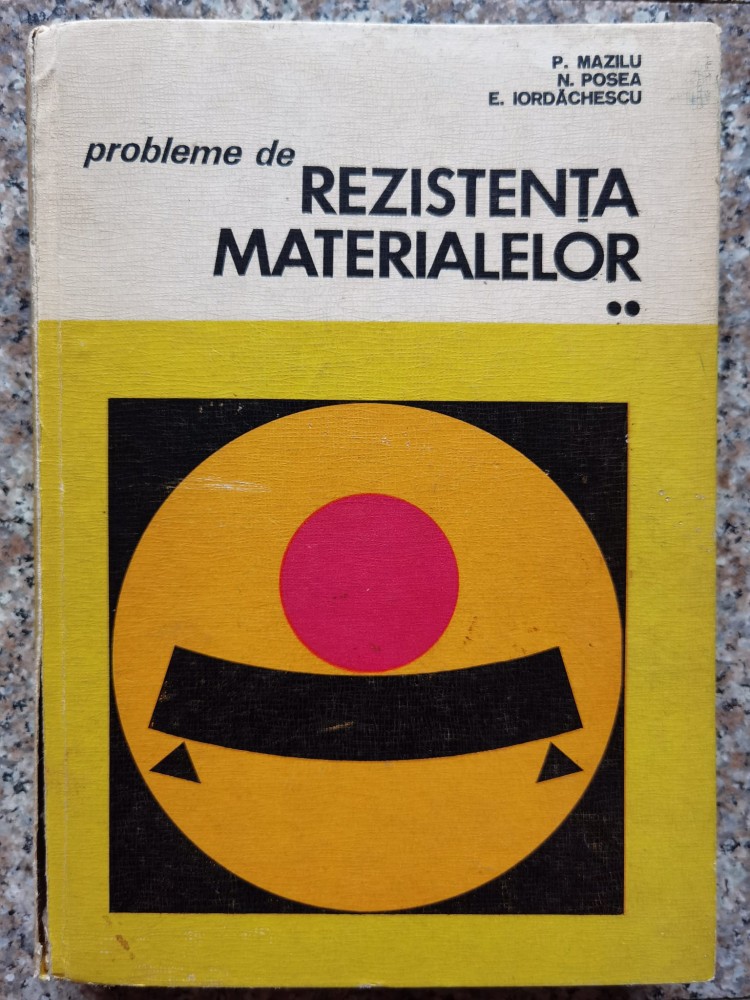 P. MAZILU
N. POSEA
E. IORDĂCHESCU
probleme de
REZISTENȚA
MATERIALELOR
••